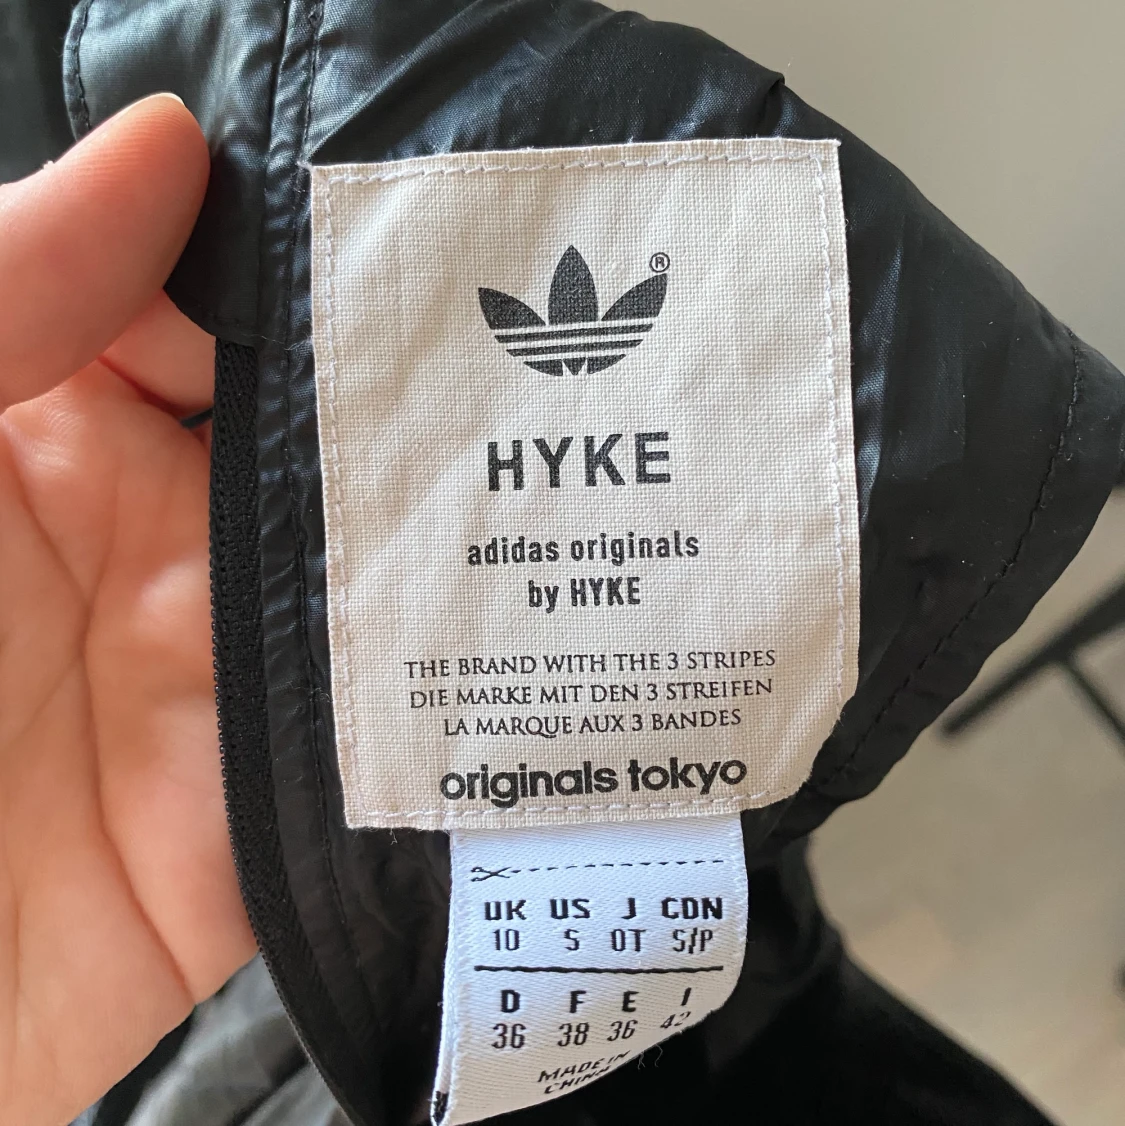 ®
HYKE
adidas originals
by HYKE
THE BRAND WITH THE 3 STRIPES
DIE MARKE MIT DEN 3 STREIFEN
LA MARQUE AUX 3 BANDES
originals tokyo
UK US J CDN
10 S OT S/P
D F E I
36 38 36 42
MADE IN
CHINA